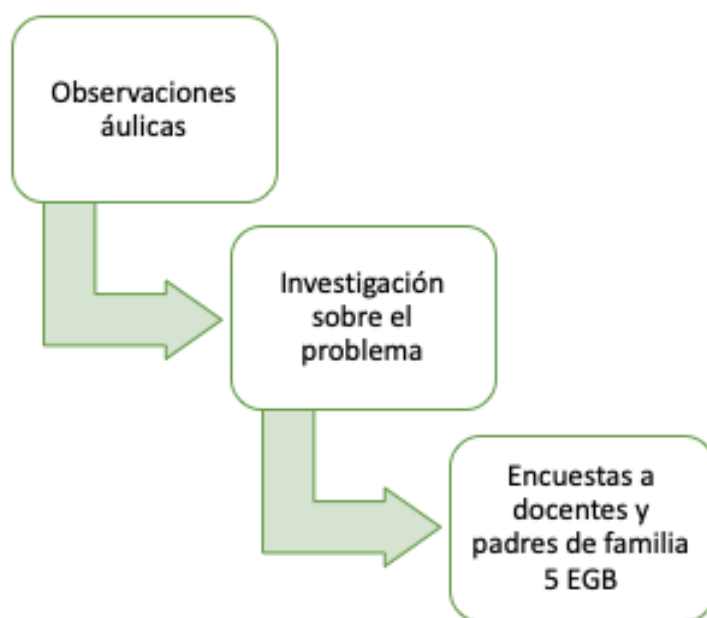 Observaciones
áulicas
Investigación
sobre el
problema
Encuestas a
docentes y
padres de familia
5 EGB